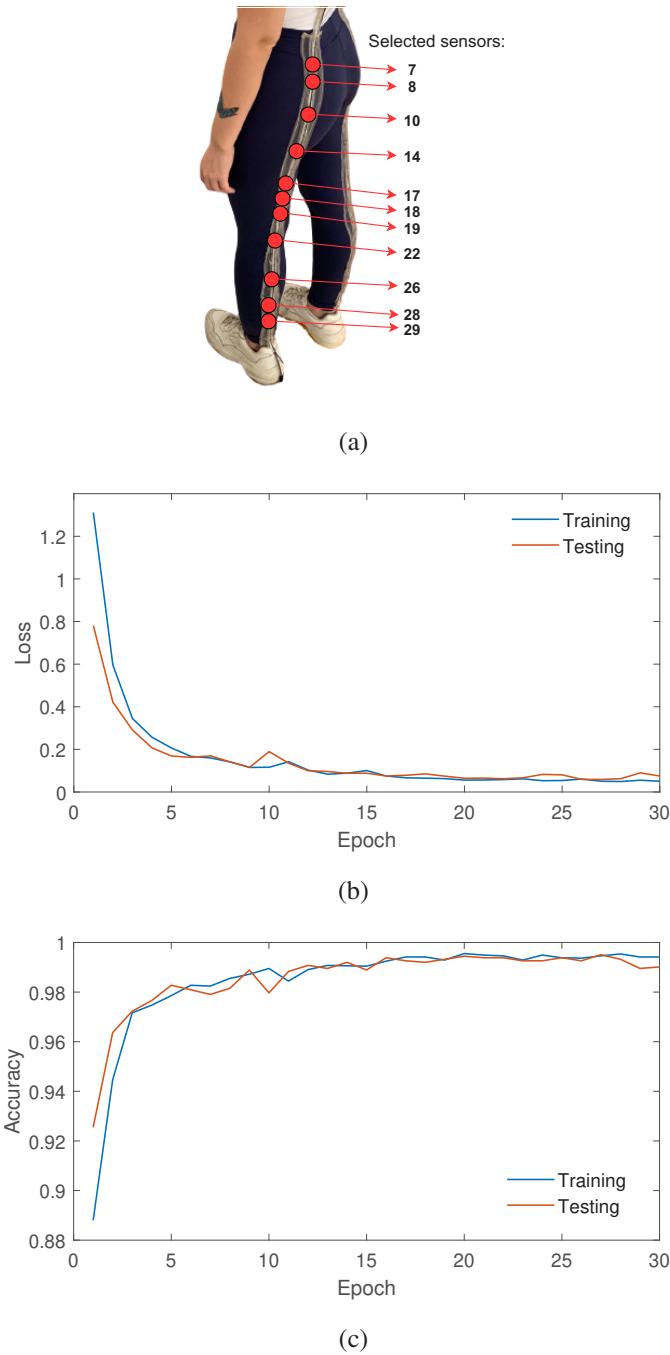 Selected sensors:
7
8
10
14
17
18
19
22
26
28
29
(a)
1.2
1
0.8
0.6
0.4
0.2
0
Loss
Training
Testing
0 5 10 15 20 25 30
Epoch
(b)
1
0.98
0.96
0.94
0.92
0.9
0.88
Accuracy
Training
Testing
0 5 10 15 20 25 30
Epoch
(c)